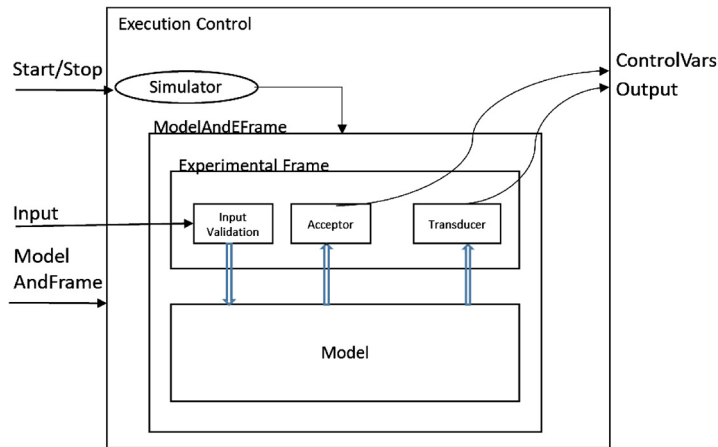 Execution Control
Start/Stop
Simulator
ControlVars
Output
ModelAndEFrame
Experimental Frame
Input
Input
Validation
Acceptor
Transducer
Model
AndFrame
Model